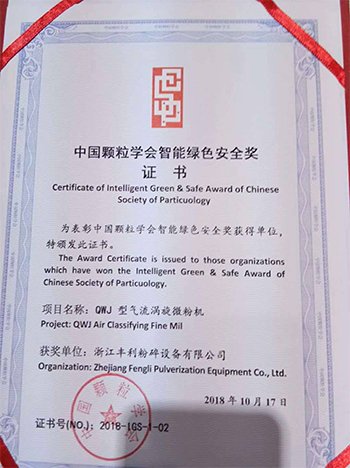 中国颗粒学会智能绿色安全奖
证书
Certificate of Intelligent Green & Safe Award of Chinese
Society of Particuology
为表彰中国颗粒学会智能绿色安全奖获得单位，
特颁发此证书。
The Award Certificate is issued to those organizations
which have won the Intelligent Green & Safe Award of
Chinese Society of Particuology.
项目名称：QWJ 型气流涡旋微粉机
Project: QWJ Air Classifying Fine Mil
获奖单位：浙江丰利粉碎设备有限公司
Organization: Zhejiang Fengli Pulverization Equipment Co., Ltd.
中国颗粒学会
2018 年 10 月 17 日
证书号(NO.)：2018-IGS-1-02